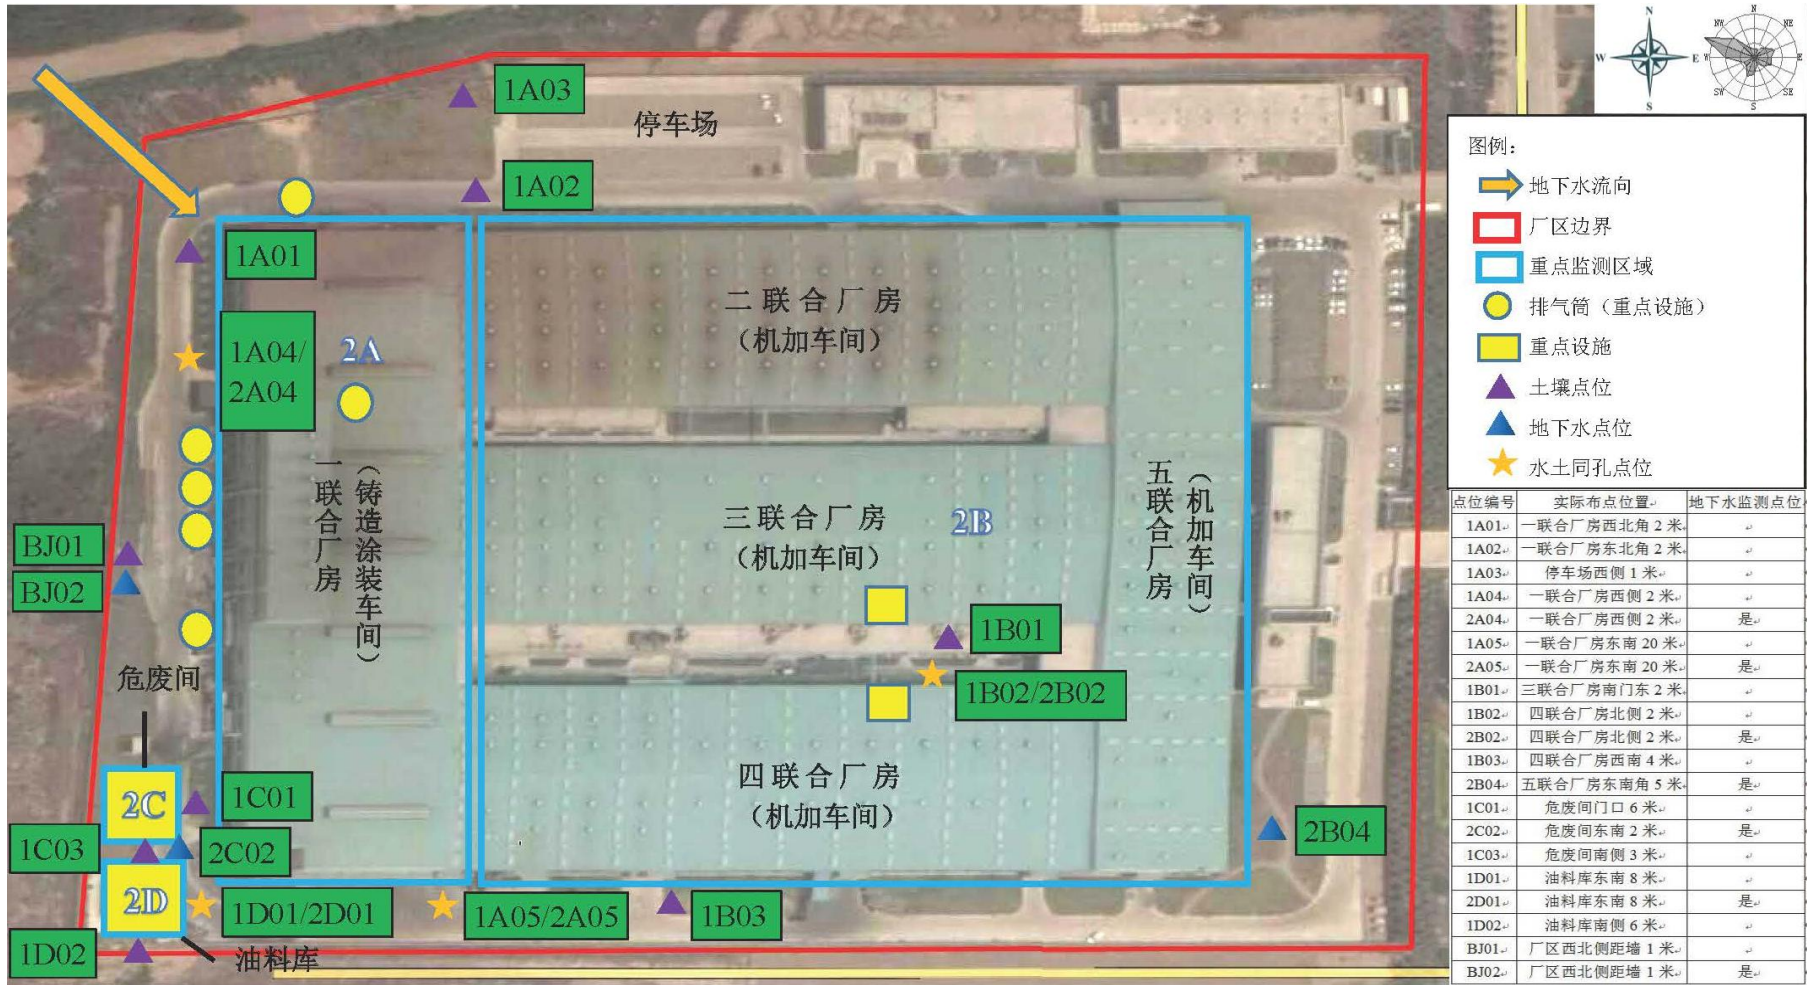 1A03
停车场
1A02
1A01
1A04/
2A04
2A
二联合厂房
（机加车间）
一联合厂房
（铸造涂装车间）
三联合厂房
（机加车间）
2B
五联合厂房
（机加车间）
BJ01
BJ02
1B01
1B02/2B02
危废间
四联合厂房
（机加车间）
2C
1C01
1C03
2C02
2B04
2D
1D01/2D01
1A05/2A05
1B03
1D02
油料库
N
W
E
S
N
NE
E
SE
S
SW
W
NW
图例：
地下水流向
厂区边界
重点监测区域
排气筒（重点设施）
重点设施
土壤点位
地下水点位
水土同孔点位
点位编号 实际布点位置 地下水监测点位
1A01 一联合厂房西北角 2 米
1A02 一联合厂房东北角 2 米
1A03 停车场西侧 1 米
1A04 一联合厂房西侧 2 米
2A04 一联合厂房西侧 2 米 是
1A05 一联合厂房东南 20 米
2A05 一联合厂房东南 20 米 是
1B01 三联合厂房南门东 2 米
1B02 四联合厂房北侧 2 米
2B02 四联合厂房北侧 2 米 是
1B03 四联合厂房西南 4 米
2B04 五联合厂房东南角 5 米 是
1C01 危废间门口 6 米
2C02 危废间东南 2 米 是
1C03 危废间南侧 3 米
1D01 油料库东南 8 米
2D01 油料库东南 8 米 是
1D02 油料库南侧 6 米
BJ01 厂区西北侧距墙 1 米
BJ02 厂区西北侧距墙 1 米 是